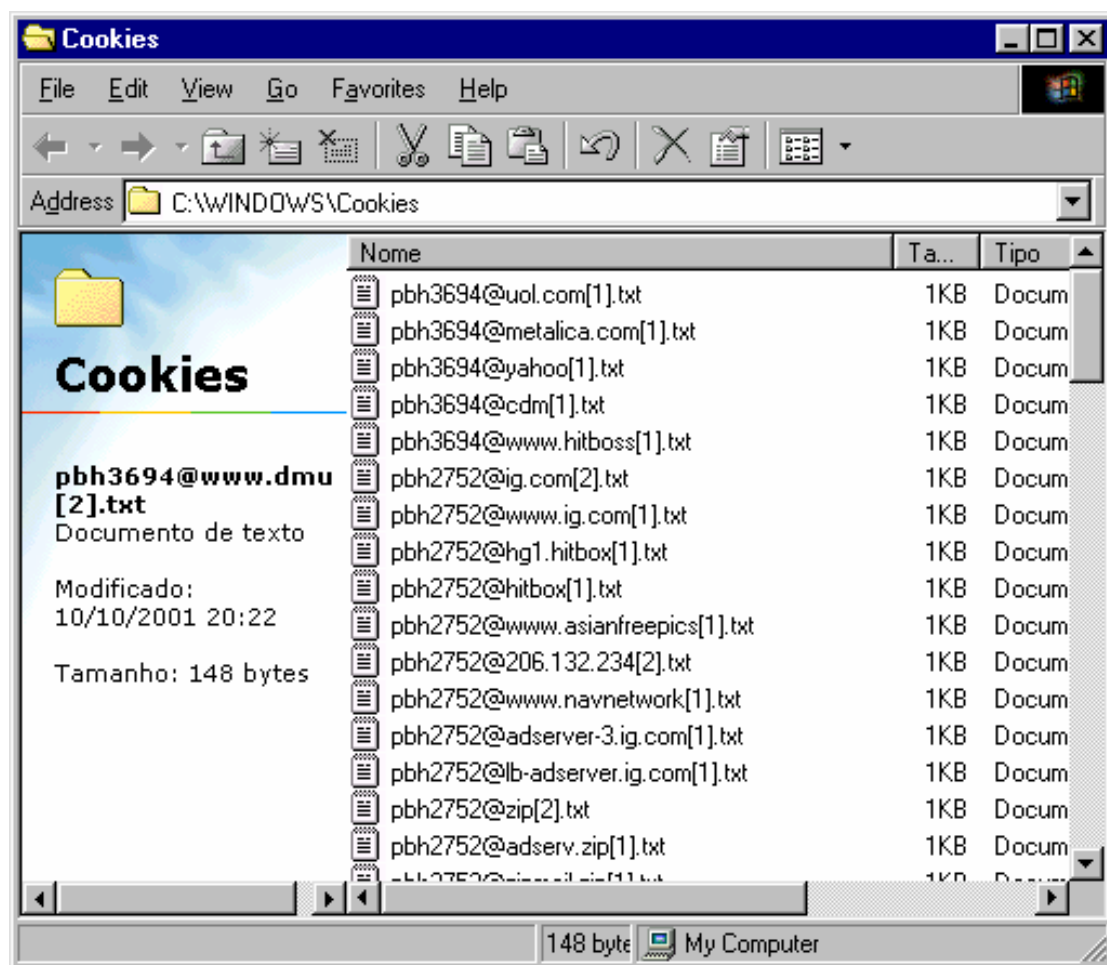 Cookies
File Edit View Go Favorites Help
Address C:\WINDOWS\Cookies
Nome Ta... Tipo
Cookies
pbh3694@www.dmu
[2].txt
Documento de texto
Modificado:
10/10/2001 20:22
Tamanho: 148 bytes
pbh3694@uol.com[1].txt 1KB Docum
pbh3694@metalica.com[1].txt 1KB Docum
pbh3694@yahoo[1].txt 1KB Docum
pbh3694@cdm[1].txt 1KB Docum
pbh3694@www.hitboss[1].txt 1KB Docum
pbh2752@ig.com[2].txt 1KB Docum
pbh2752@www.ig.com[1].txt 1KB Docum
pbh2752@hg1.hitbox[1].txt 1KB Docum
pbh2752@hitbox[1].txt 1KB Docum
pbh2752@www.asianfreepics[1].txt 1KB Docum
pbh2752@206.132.234[2].txt 1KB Docum
pbh2752@www.navnetwork[1].txt 1KB Docum
pbh2752@adserver-3.ig.com[1].txt 1KB Docum
pbh2752@lb-adserver.ig.com[1].txt 1KB Docum
pbh2752@zip[2].txt 1KB Docum
pbh2752@adserv.zip[1].txt 1KB Docum
148 byte My Computer